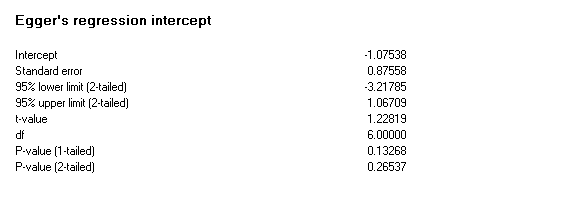 Egger's regression intercept
Intercept -1.07538
Standard error 0.87558
95% lower limit (2-tailed) -3.21785
95% upper limit (2-tailed) 1.06709
t-value 1.22819
df 6.00000
P-value (1-tailed) 0.13268
P-value (2-tailed) 0.26537